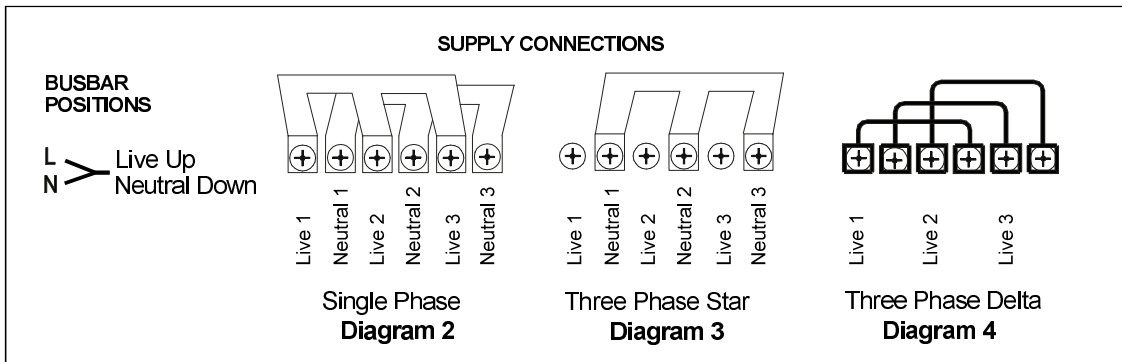 SUPPLY CONNECTIONS
BUSBAR
POSITIONS
L
N
Live Up
Neutral Down
Live 1
Neutral 1
Live 2
Neutral 2
Live 3
Neutral 3
Single Phase
Diagram 2
Live 1
Neutral 1
Live 2
Neutral 2
Live 3
Neutral 3
Three Phase Star
Diagram 3
Live 1
Live 2
Live 3
Three Phase Delta
Diagram 4